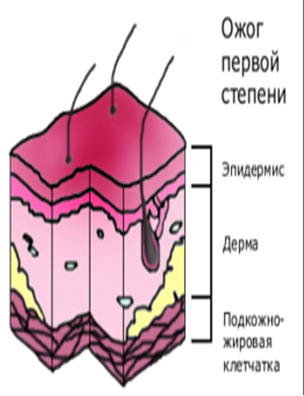 Ожог
первой
степени
Эпидермис
Дерма
Подкожно-
жировая
клетчатка